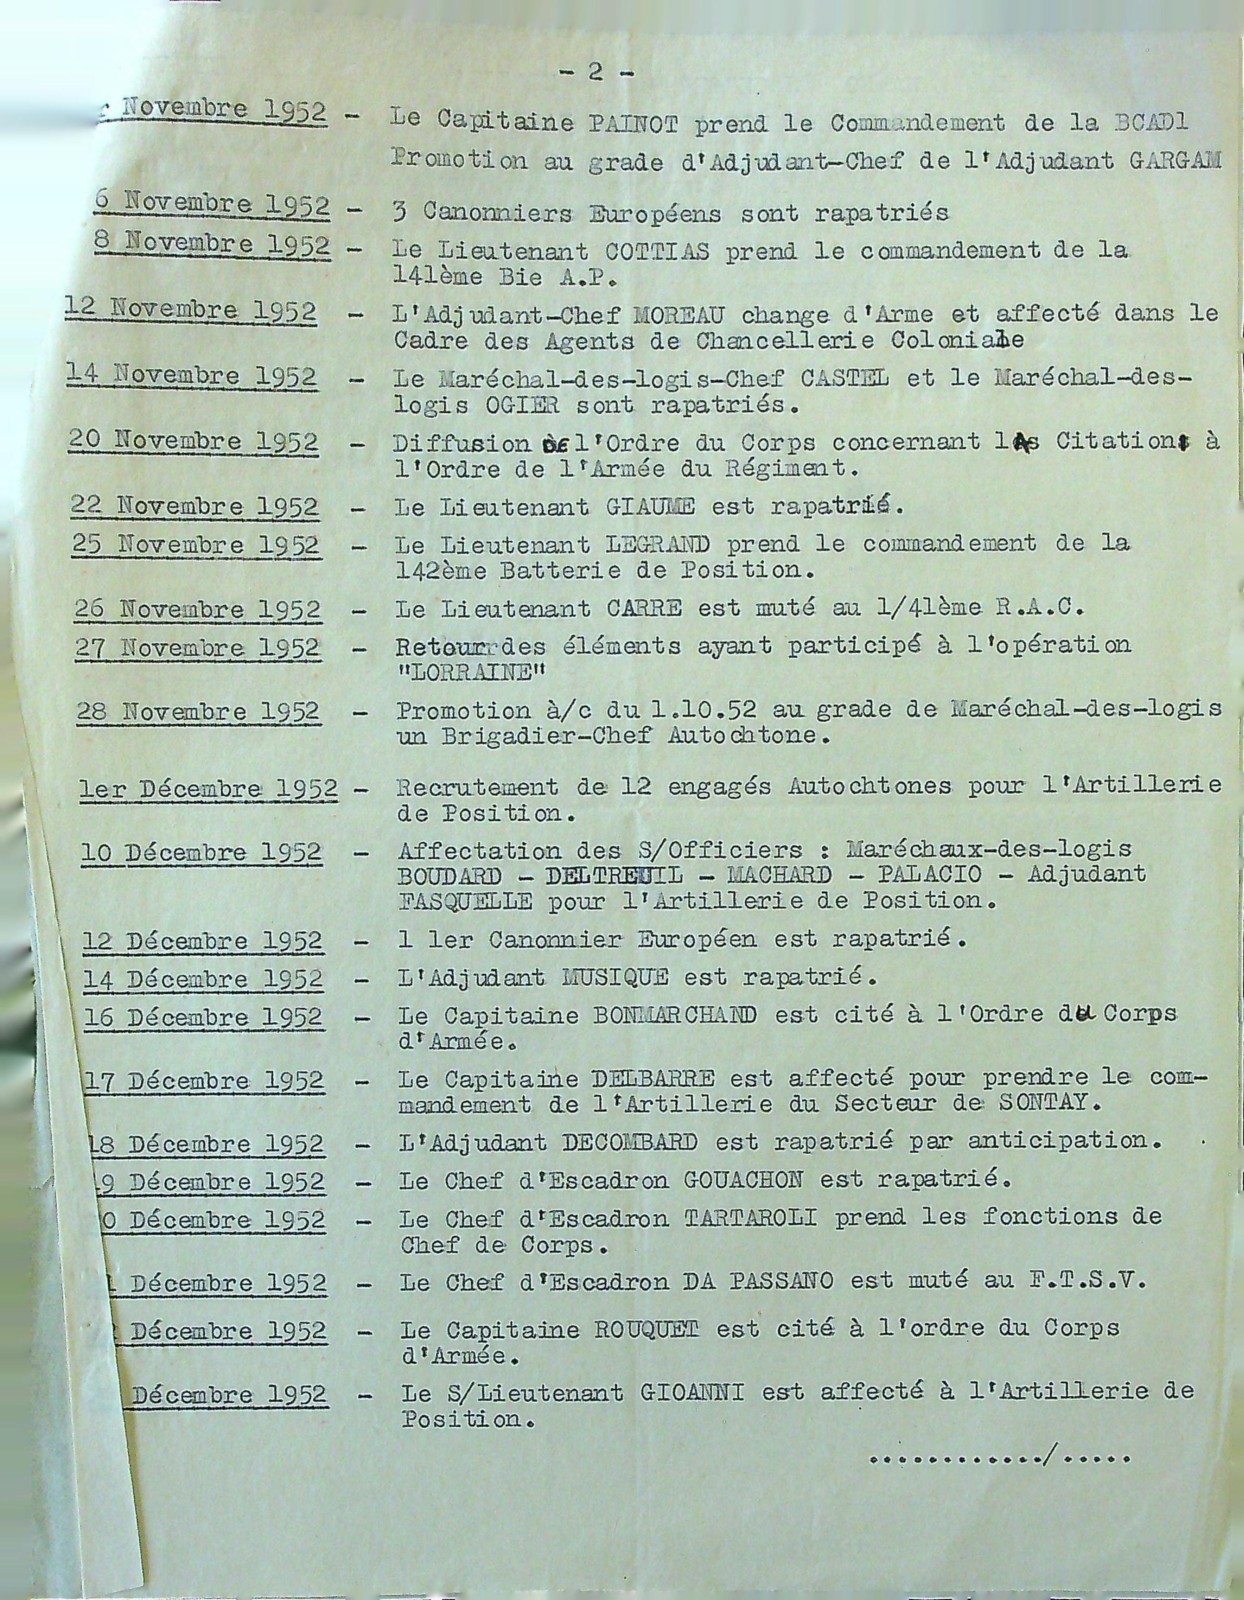 - 2 -
Novembre 1952 - Le Capitaine PAINOT prend le Commandement de la BCAD1
Promotion au grade d'Adjudant-Chef de l'Adjudant GARGAM
6 Novembre 1952 - 3 Canonniers Européens sont rapatriés
8 Novembre 1952 - Le Lieutenant COTTIAS prend le commandement de la
141ème Bie A.P.
12 Novembre 1952 - L'Adjudant-Chef MOREAU change d'Arme et affecté dans le
Cadre des Agents de Chancellerie Coloniale
14 Novembre 1952 - Le Maréchal-des-logis-Chef CASTEL et le Maréchal-des-
logis OGIER sont rapatriés.
20 Novembre 1952 - Diffusion de l'Ordre du Corps concernant les Citations à
l'Ordre de l'Armée du Régiment.
22 Novembre 1952 - Le Lieutenant GIAUME est rapatrié.
25 Novembre 1952 - Le Lieutenant LEGRAND prend le commandement de la
142ème Batterie de Position.
26 Novembre 1952 - Le Lieutenant CARRE est muté au 1/41ème R.A.C.
27 Novembre 1952 - Retour des éléments ayant participé à l'opération
"LORRAINE"
28 Novembre 1952 - Promotion à/c du 1.10.52 au grade de Maréchal-des-logis
un Brigadier-Chef Autochtone.
1er Décembre 1952 - Recrutement de 12 engagés Autochtones pour l'Artillerie
de Position.
10 Décembre 1952 - Affectation des S/Officiers : Maréchaux-des-logis
BOUDARD - DELTREUIL - MACHARD - PALACIO - Adjudant
FASQUELLE pour l'Artillerie de Position.
12 Décembre 1952 - 1 1er Canonnier Européen est rapatrié.
14 Décembre 1952 - L'Adjudant MUSIQUE est rapatrié.
16 Décembre 1952 - Le Capitaine BONMARCHAND est cité à l'Ordre du Corps
d'Armée.
17 Décembre 1952 - Le Capitaine DELBARRE est affecté pour prendre le com-
mandement de l'Artillerie du Secteur de SONTAY.
18 Décembre 1952 - L'Adjudant DECOMBARD est rapatrié par anticipation.
9 Décembre 1952 - Le Chef d'Escadron GOUACHON est rapatrié.
0 Décembre 1952 - Le Chef d'Escadron TARTAROLI prend les fonctions de
Chef de Corps.
1 Décembre 1952 - Le Chef d'Escadron DA PASSANO est muté au F.T.S.V.
Décembre 1952 - Le Capitaine ROUQUET est cité à l'ordre du Corps
d'Armée.
Décembre 1952 - Le S/Lieutenant GIOANNI est affecté à l'Artillerie de
Position.
............/.....